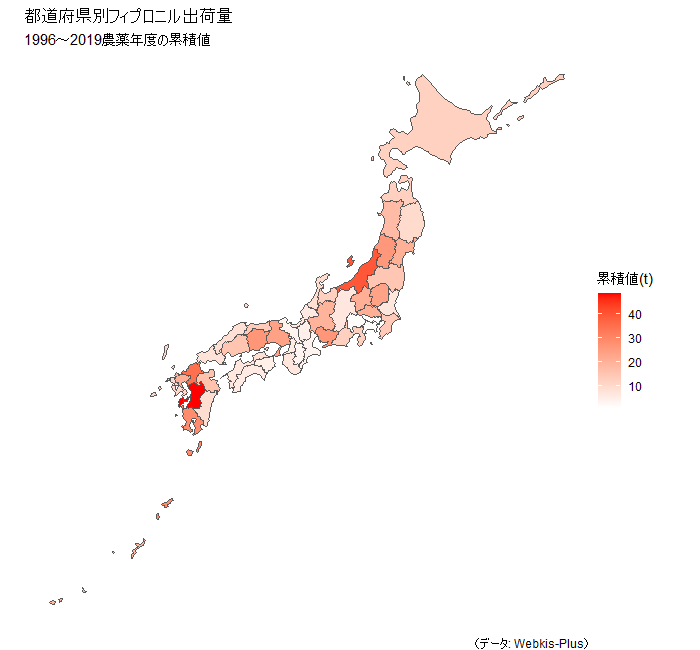 都道府県別フィプロニル出荷量
1996～2019農薬年度の累積値
累積値(t)
40
30
20
10
（データ: Webkis-Plus）